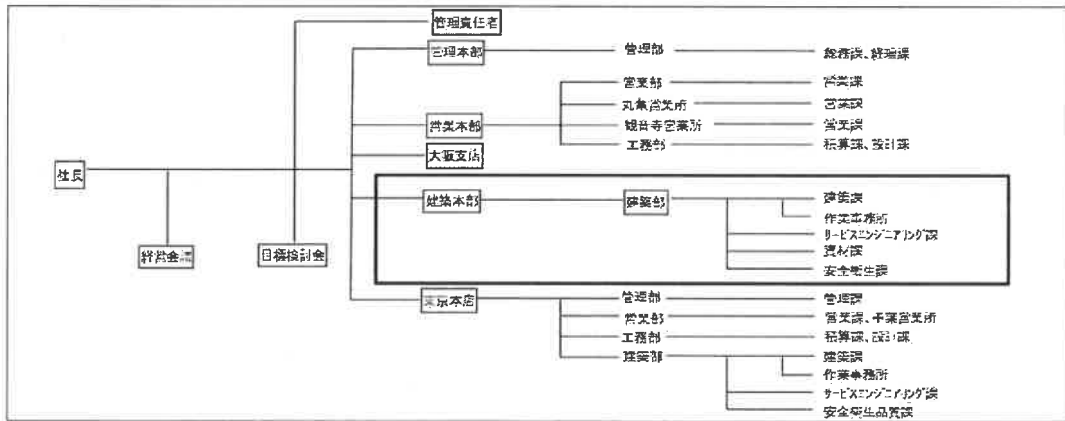 管理責任者
管理本部 管理部 総務課、経理課
営業部 営業課
丸亀営業所 営業課
営業本部 観音寺営業所 営業課
工務部 積算課、設計課
大阪支店
社長
建築本部 建築部 建築課
作業事務所
サービスエンジニアリング課
資材課
安全衛生課
経営会議 目標検討会
東京本店 管理部 管理課
営業部 営業課、千葉営業所
工務部 積算課、設計課
建築部 建築課
作業事務所
サービスエンジニアリング課
安全衛生品質課